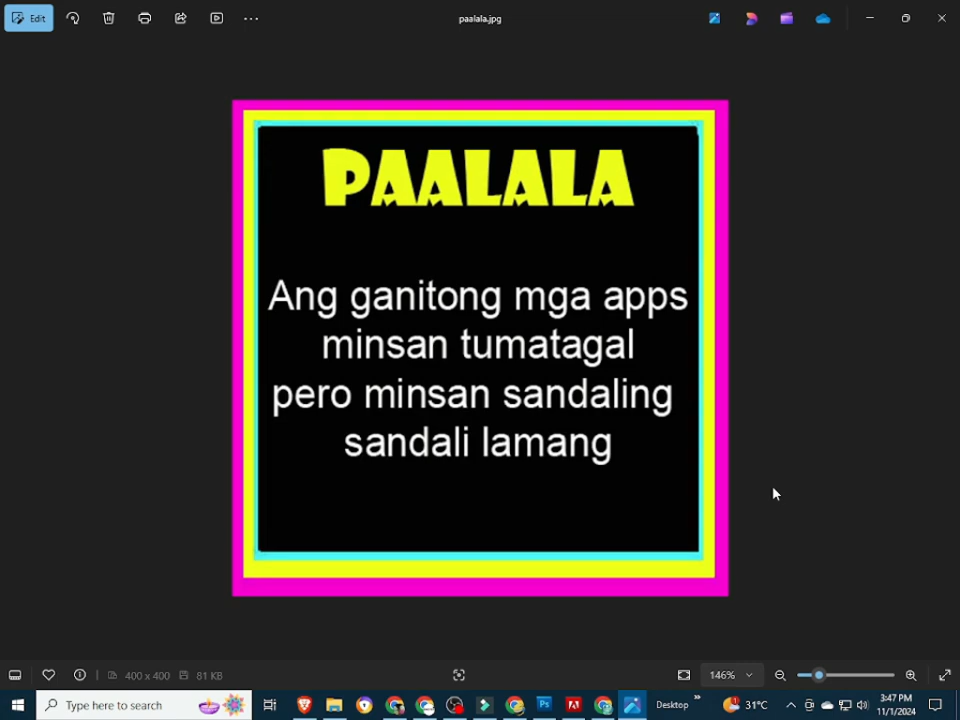 Edit
paalala.jpg
PAALALA
Ang ganitong mga apps
minsan tumatagal
pero minsan sandaling
sandali lamang
400 x 400
81 KB
146%
Type here to search
Desktop
31°C
3:47 PM
11/1/2024